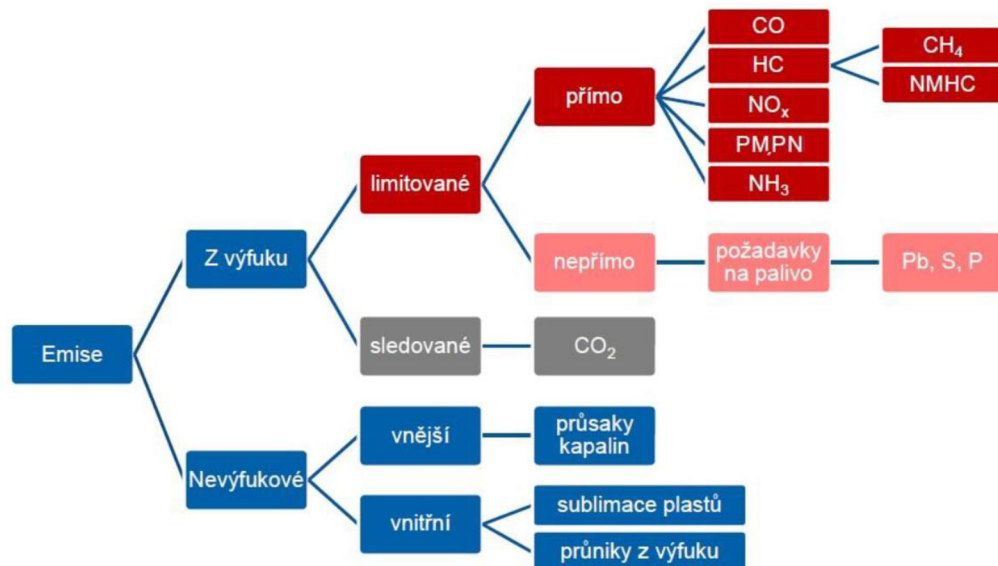 Emise
Z výfuku
limitované
přímo
CO
HC
CH₄
NMHC
NOₓ
PM,PN
NH₃
nepřímo
požadavky
na palivo
Pb, S, P
sledované
CO₂
Nevýfukové
vnější
průsaky
kapalin
vnitřní
sublimace plastů
průniky z výfuku